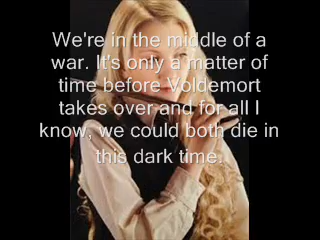 We're in the middle of a
war. It's only a matter of
time before Voldemort
takes over and for all I
know, we could both die in
this dark time.